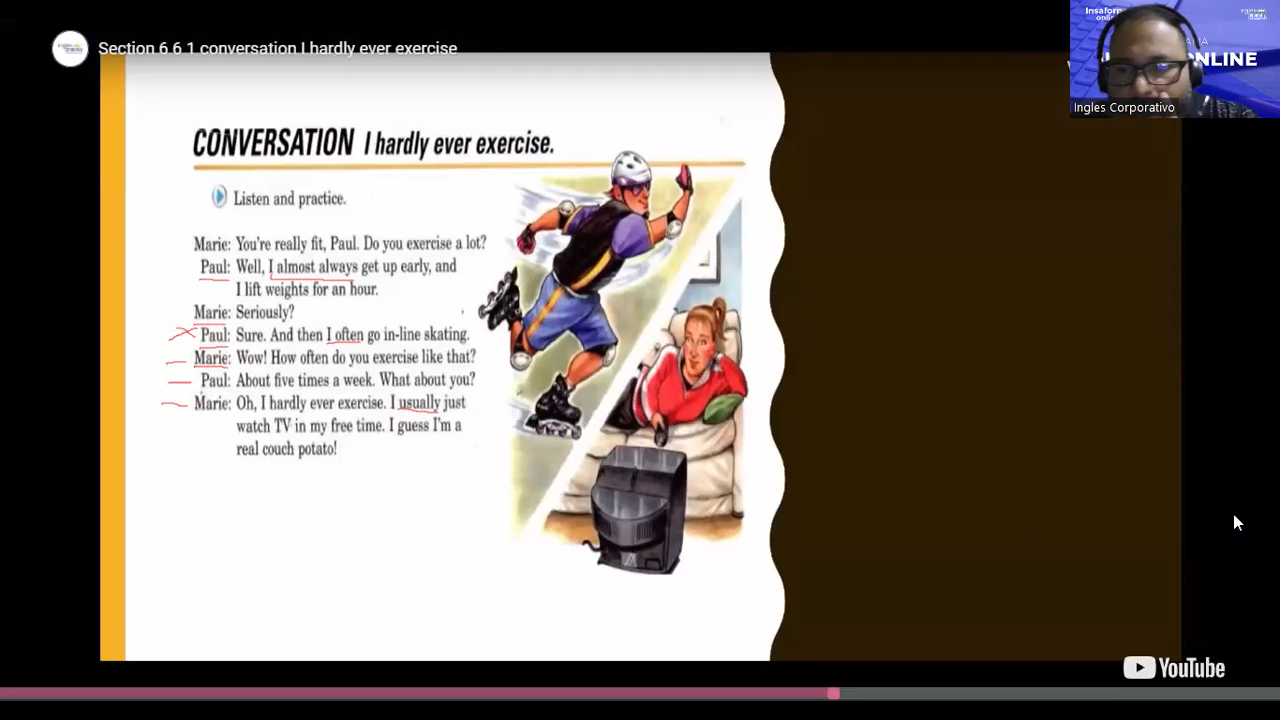 Section 6 6 1 conversation I hardly ever exercise
ONLINE
Ingles Corporativo
CONVERSATION I hardly ever exercise.
Listen and practice.
Marie: You're really fit, Paul. Do you exercise a lot?
Paul: Well, I almost always get up early, and
I lift weights for an hour.
Marie: Seriously?
Paul: Sure. And then I often go in-line skating.
Marie: Wow! How often do you exercise like that?
Paul: About five times a week. What about you?
Marie: Oh, I hardly ever exercise. I usually just
watch TV in my free time. I guess I'm a
real couch potato!
YouTube